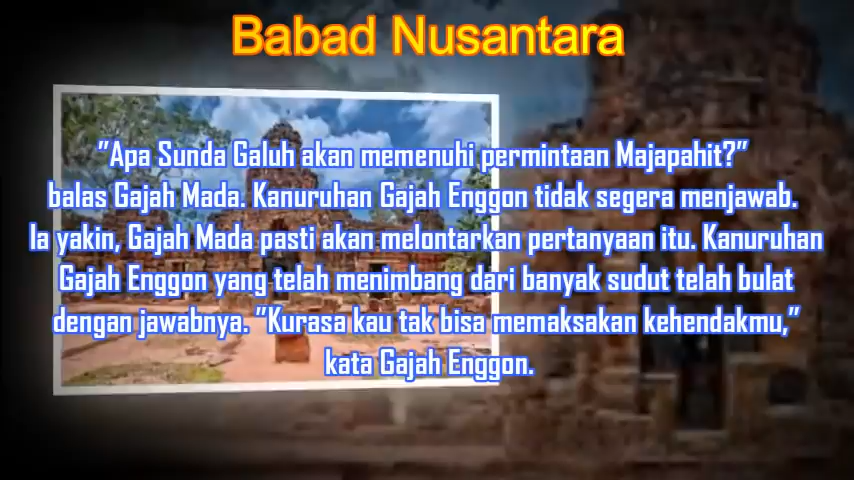 Babad Nusantara
"Apa Sunda Galuh akan memenuhi permintaan Majapahit?"
balas Gajah Mada. Kanuruhan Gajah Enggon tidak segera menjawab.
Ia yakin, Gajah Mada pasti akan melontarkan pertanyaan itu. Kanuruhan
Gajah Enggon yang telah menimbang dari banyak sudut telah bulat
dengan jawabnya. "Kurasa kau tak bisa memaksakan kehendakmu,"
kata Gajah Enggon.